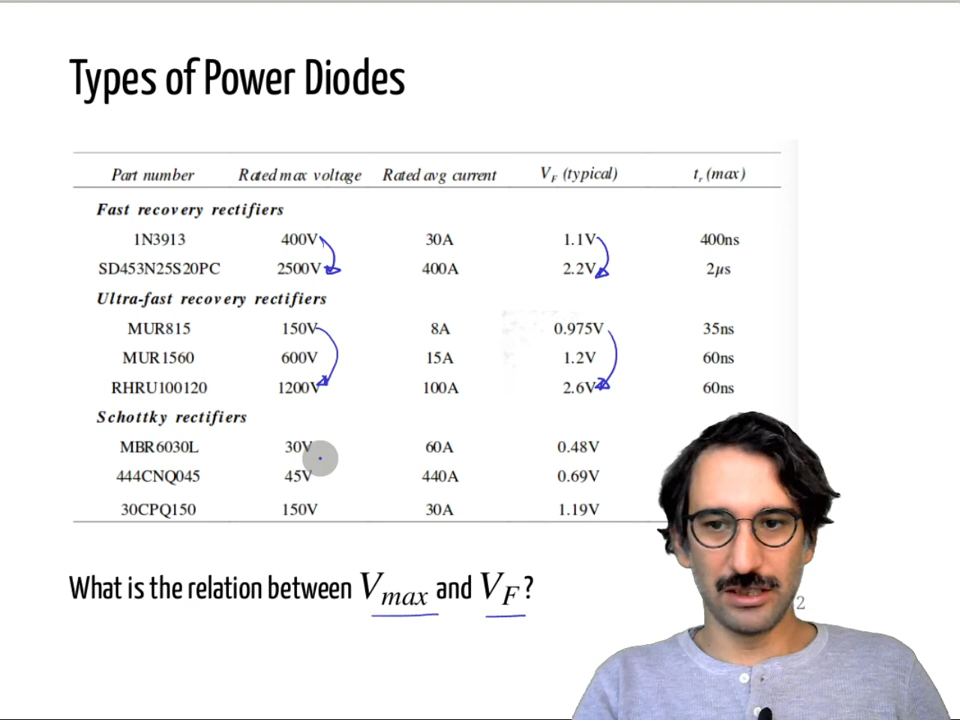 Types of Power Diodes
Part number Rated max voltage Rated avg current V_F (typical) t_r (max)
Fast recovery rectifiers
1N3913 400V 30A 1.1V 400ns
SD453N25S20PC 2500V 400A 2.2V 2µs
Ultra-fast recovery rectifiers
MUR815 150V 8A 0.975V 35ns
MUR1560 600V 15A 1.2V 60ns
RHRU100120 1200V 100A 2.6V 60ns
Schottky rectifiers
MBR6030L 30V 60A 0.48V
444CNQ045 45V 440A 0.69V
30CPQ150 150V 30A 1.19V
What is the relation between V_max and V_F?
2